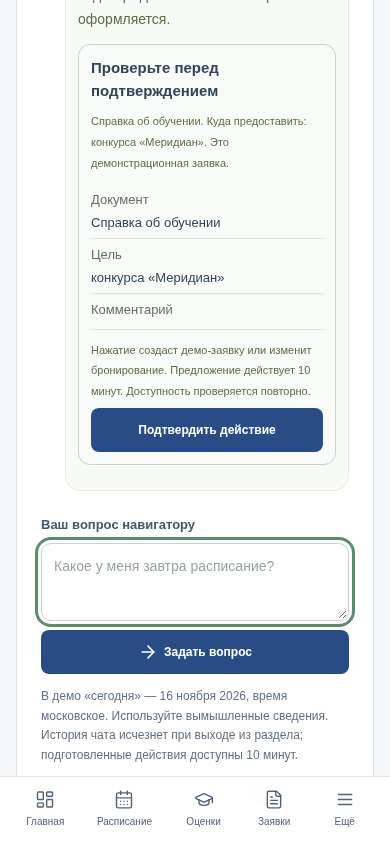 оформляется.
Проверьте перед
подтверждением
Справка об обучении. Куда предоставить:
конкурса «Меридиан». Это
демонстрационная заявка.
Документ
Справка об обучении
Цель
конкурса «Меридиан»
Комментарий
Нажатие создаст демо-заявку или изменит
бронирование. Предложение действует 10
минут. Доступность проверяется повторно.
Подтвердить действие
Ваш вопрос навигатору
Какое у меня завтра расписание?
Задать вопрос
В демо «сегодня» — 16 ноября 2026, время
московское. Используйте вымышленные сведения.
История чата исчезнет при выходе из раздела;
подготовленные действия доступны 10 минут.
Главная
Расписание
Оценки
Заявки
Ещё